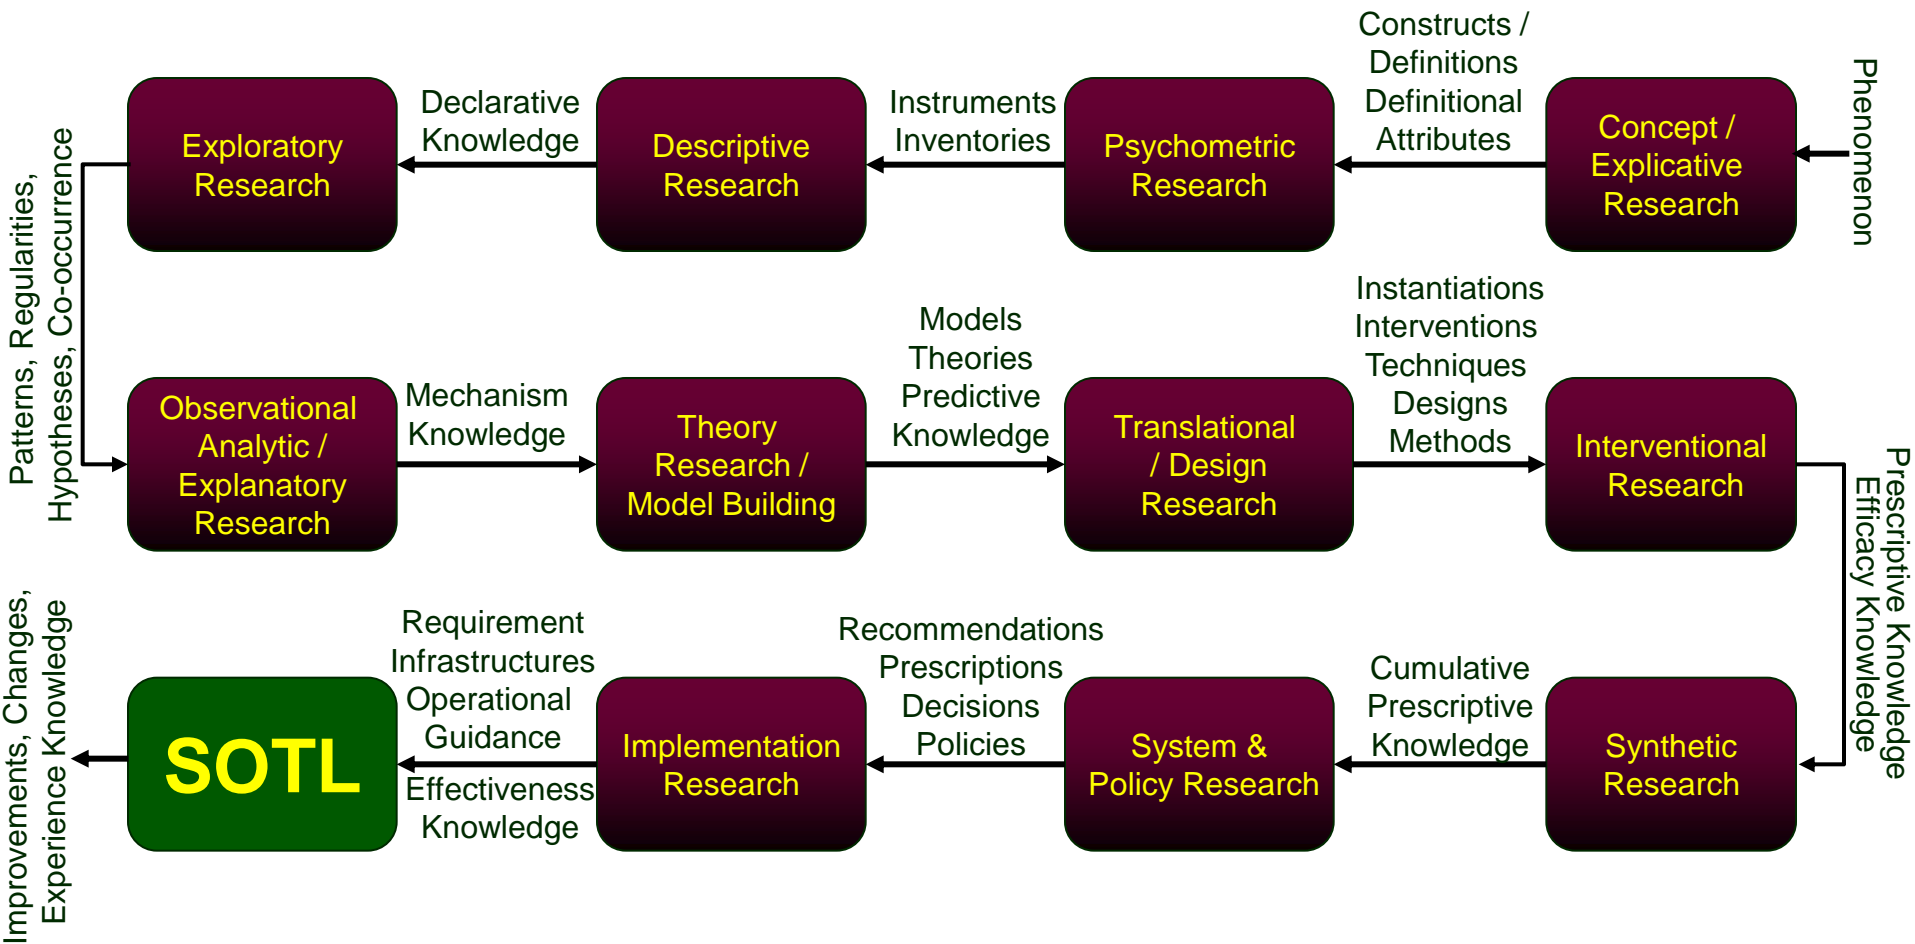 Phenomenon
Concept /
Explicative
Research
Constructs /
Definitions
Definitional
Attributes
Psychometric
Research
Instruments
Inventories
Descriptive
Research
Declarative
Knowledge
Exploratory
Research
Patterns, Regularities,
Hypotheses, Co-occurrence
Observational
Analytic /
Explanatory
Research
Mechanism
Knowledge
Theory
Research /
Model Building
Models
Theories
Predictive
Knowledge
Translational
/ Design
Research
Instantiations
Interventions
Techniques
Designs
Methods
Interventional
Research
Prescriptive Knowledge
Efficacy Knowledge
Synthetic
Research
Cumulative
Prescriptive
Knowledge
System &
Policy Research
Recommendations
Prescriptions
Decisions
Policies
Implementation
Research
Requirement
Infrastructures
Operational
Guidance
Effectiveness
Knowledge
SOTL
Improvements, Changes,
Experience Knowledge